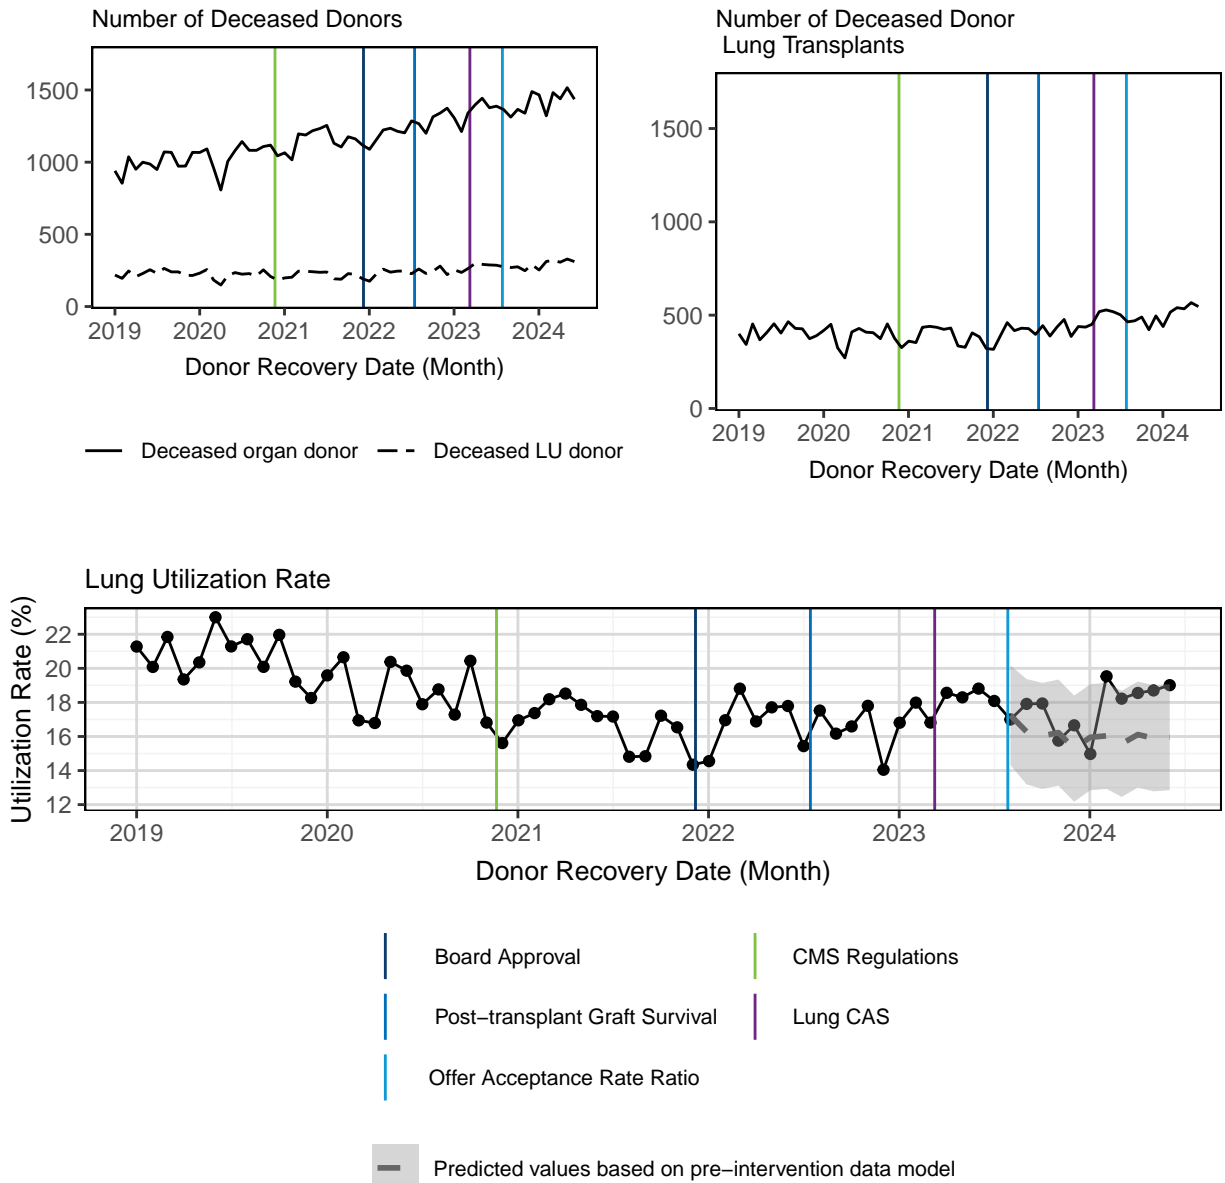 Number of Deceased Donors
1500
1000
500
0
2019 2020 2021 2022 2023 2024
Donor Recovery Date (Month)
Deceased organ donor Deceased LU donor
Number of Deceased Donor
Lung Transplants
1500
1000
500
0
2019 2020 2021 2022 2023 2024
Donor Recovery Date (Month)
Lung Utilization Rate
Utilization Rate (%)
22
20
18
16
14
12
2019 2020 2021 2022 2023 2024
Donor Recovery Date (Month)
Board Approval CMS Regulations
Post−transplant Graft Survival Lung CAS
Offer Acceptance Rate Ratio
Predicted values based on pre−intervention data model